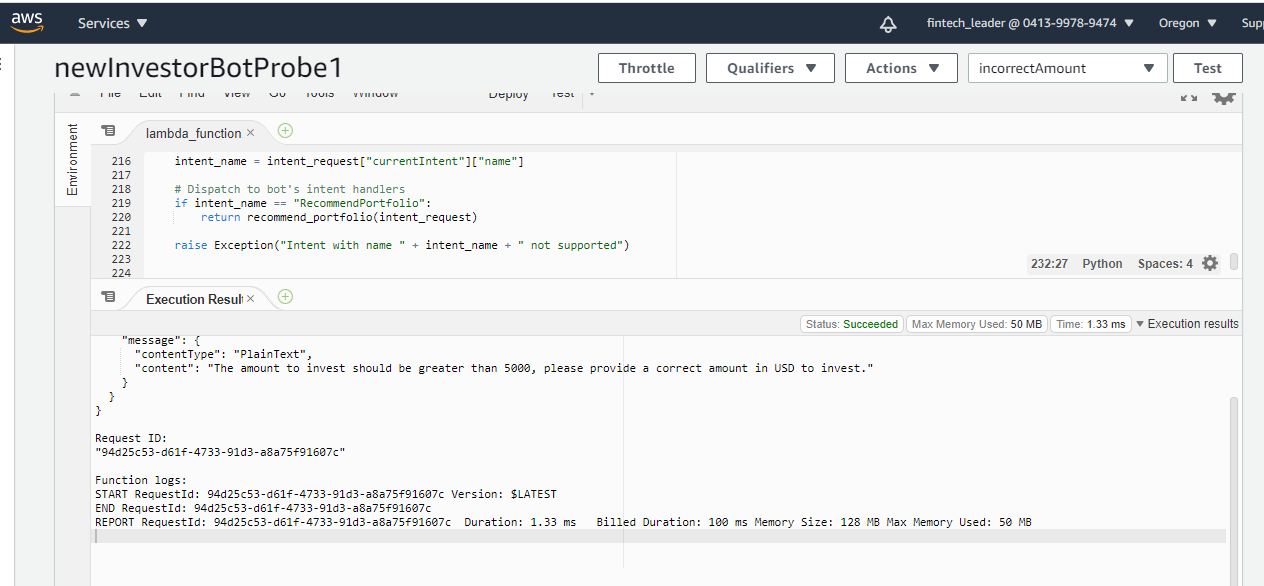 aws Services fintech_leader @ 0413-9978-9474 Oregon Supp
newInvestorBotProbe1 Throttle Qualifiers Actions incorrectAmount Test
File Edit Find View Go Tools Window Deploy Test
Environment
lambda_function
216 intent_name = intent_request["currentIntent"]["name"]
217
218 # Dispatch to bot's intent handlers
219 if intent_name == "RecommendPortfolio":
220 return recommend_portfolio(intent_request)
221
222 raise Exception("Intent with name " + intent_name + " not supported")
223
224
232:27 Python Spaces: 4
Execution Result
Status: Succeeded Max Memory Used: 50 MB Time: 1.33 ms Execution results
"message": {
"contentType": "PlainText",
"content": "The amount to invest should be greater than 5000, please provide a correct amount in USD to invest."
}
}
}
Request ID:
"94d25c53-d61f-4733-91d3-a8a75f91607c"
Function logs:
START RequestId: 94d25c53-d61f-4733-91d3-a8a75f91607c Version: $LATEST
END RequestId: 94d25c53-d61f-4733-91d3-a8a75f91607c
REPORT RequestId: 94d25c53-d61f-4733-91d3-a8a75f91607c Duration: 1.33 ms Billed Duration: 100 ms Memory Size: 128 MB Max Memory Used: 50 MB